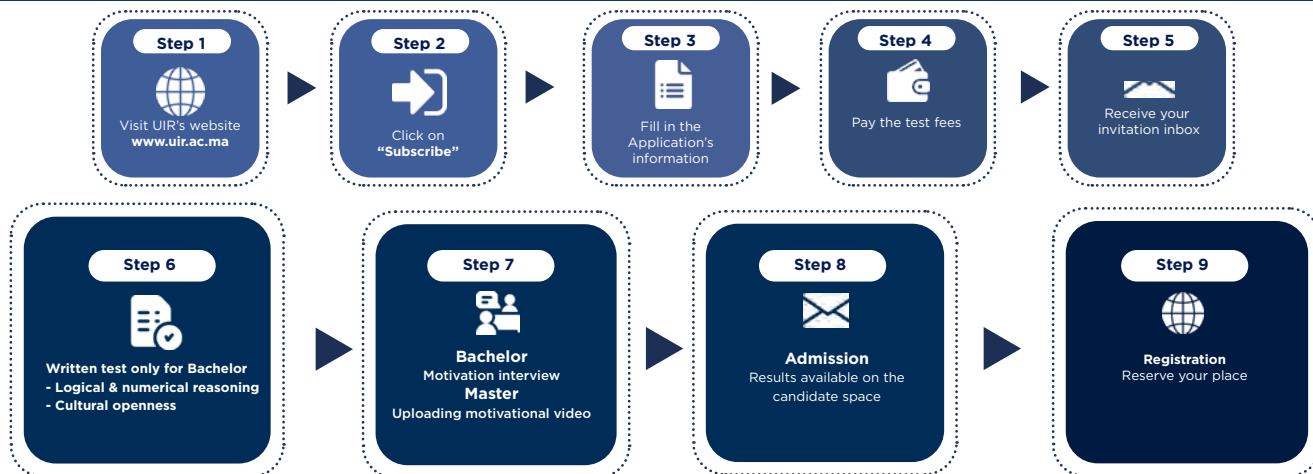 Step 1
Visit UIR's website
www.uir.ac.ma
Step 2
Click on
“Subscribe”
Step 3
Fill in the
Application's
information
Step 4
Pay the test fees
Step 5
Receive your
invitation inbox
Step 6
Written test only for Bachelor
- Logical & numerical reasoning
- Cultural openness
Step 7
Bachelor
Motivation interview
Master
Uploading motivational video
Step 8
Admission
Results available on the
candidate space
Step 9
Registration
Reserve your place